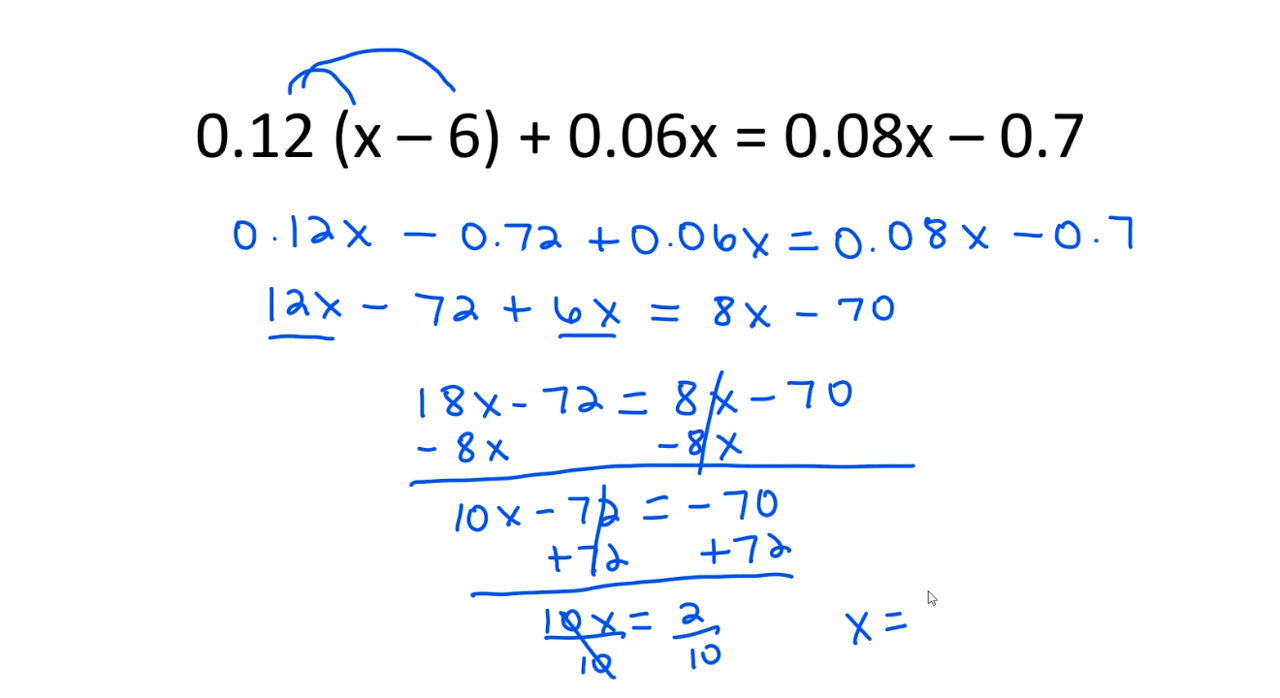 0.12 (x – 6) + 0.06x = 0.08x – 0.7
0.12x - 0.72 + 0.06x = 0.08x - 0.7
12x - 72 + 6x = 8x - 70
18x - 72 = 8x - 70
- 8x - 8x
10x - 72 = - 70
+72 +72
10x = 2 x =
10 10